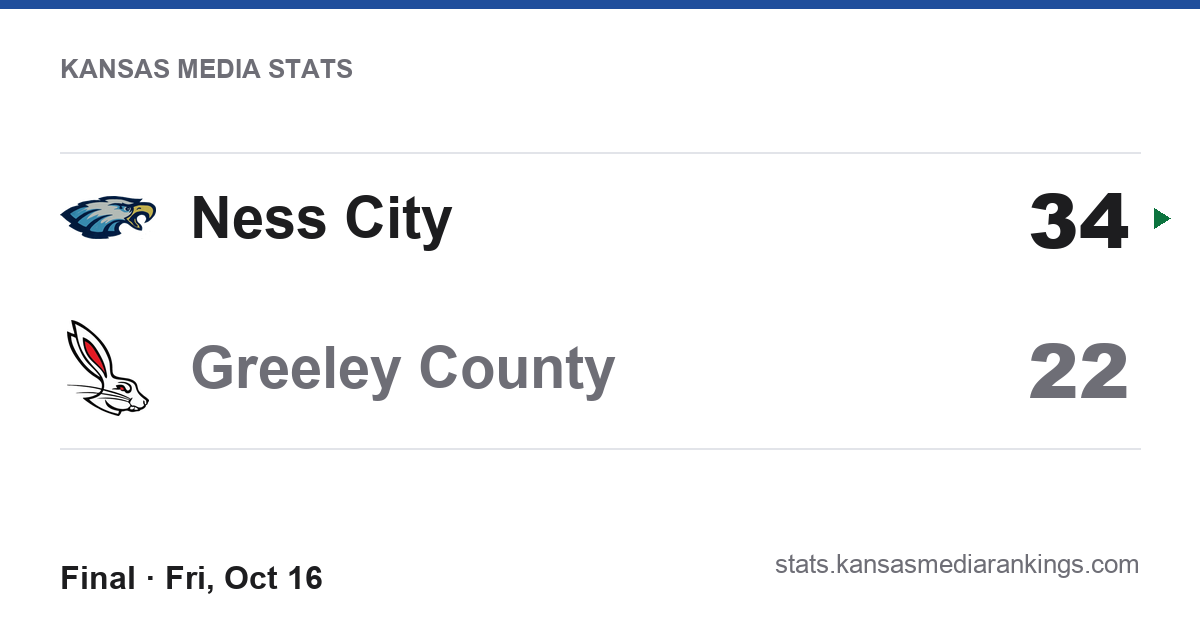 KANSAS MEDIA STATS
Ness City 34
Greeley County 22
Final · Fri, Oct 16
stats.kansasmediarankings.com